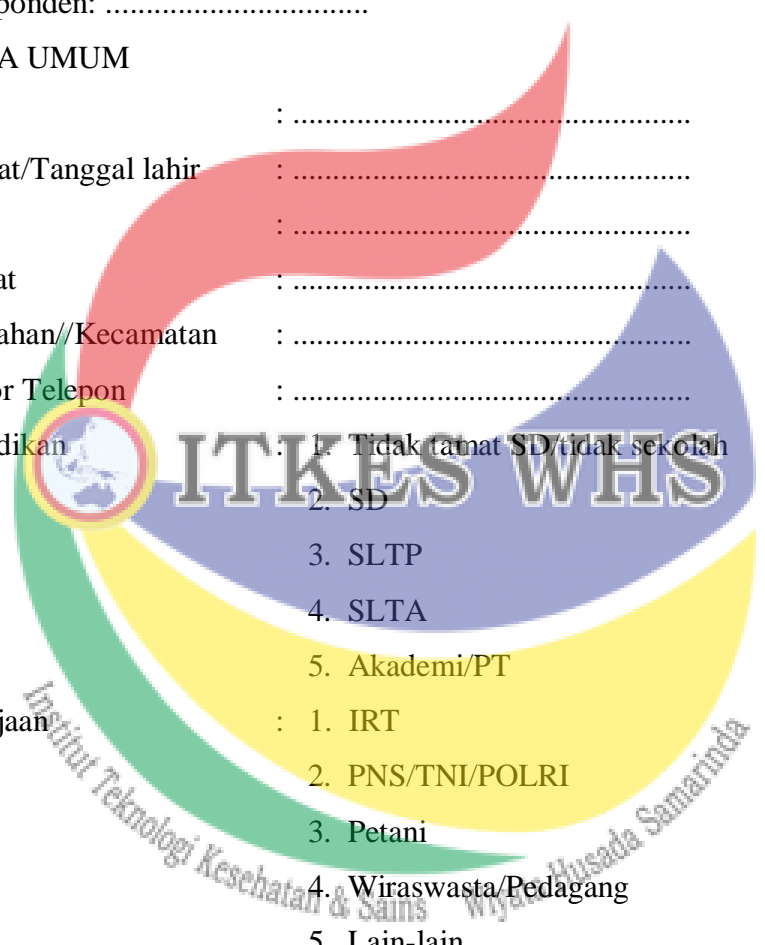 ponden: .................................
A UMUM
: ..................................................
at/Tanggal lahir : ..................................................
: ..................................................
at : ..................................................
ahan//Kecamatan : ..................................................
or Telepon : ..................................................
dikan : 1. Tidak tamat SD/tidak sekolah
ITKES WHS
2. SD
3. SLTP
4. SLTA
5. Akademi/PT
jaan : 1. IRT
2. PNS/TNI/POLRI
3. Petani
4. Wiraswasta/Pedagang
5. Lain-lain
Institut Teknologi Kesehatan & Sains Wiyata Husada Samarinda